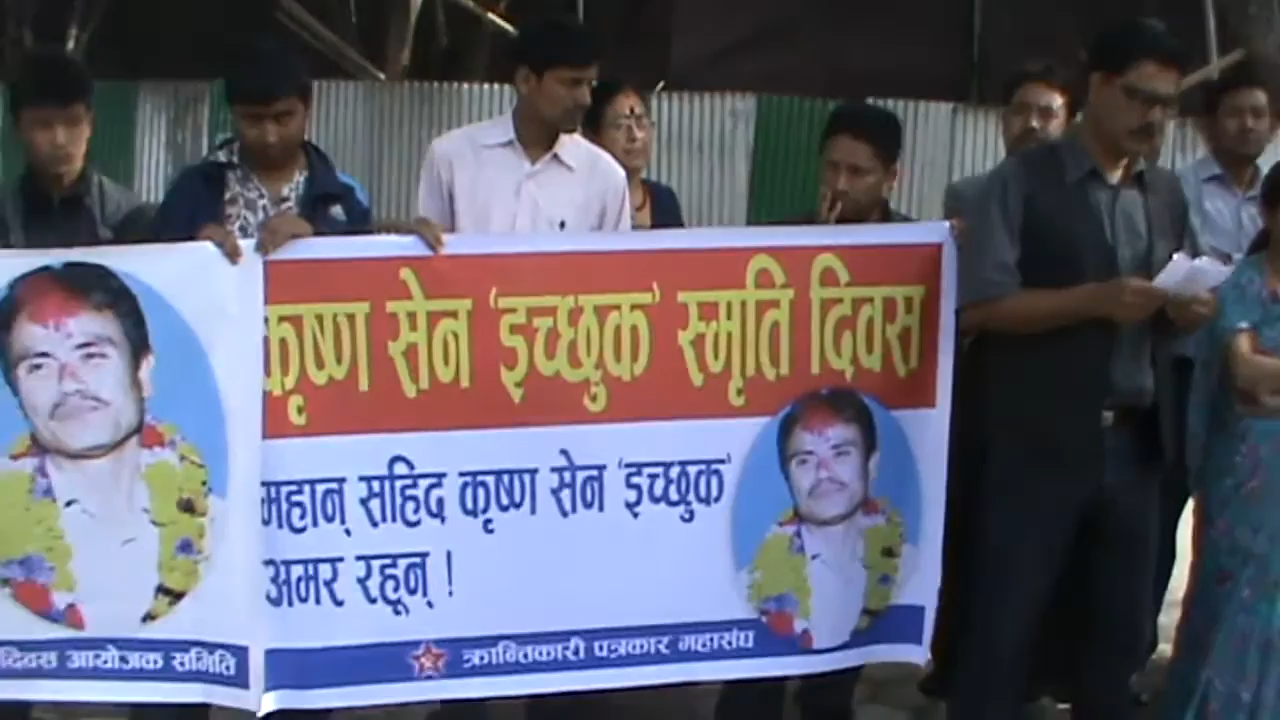 कृष्ण सेन 'इच्छुक' स्मृति दिवस
महान् सहिद कृष्ण सेन 'इच्छुक'
अमर रहून् !
दिवस आयोजक समिति
क्रान्तिकारी पत्रकार महासंघ